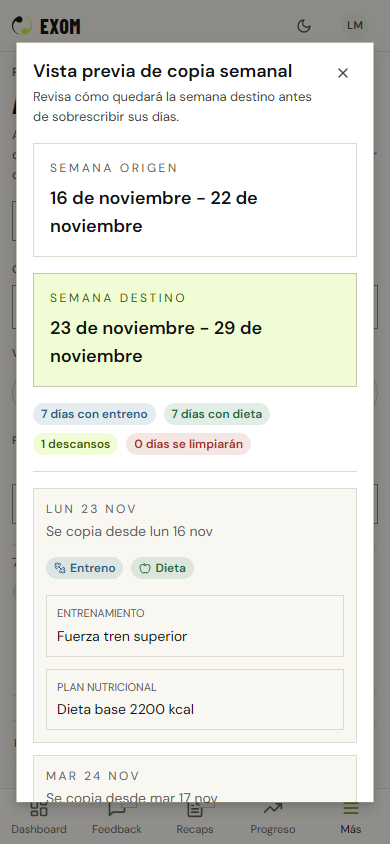 EXOM
LM
Vista previa de copia semanal
Revisa cómo quedará la semana destino antes
de sobrescribir sus días.
SEMANA ORIGEN
16 de noviembre - 22 de
noviembre
SEMANA DESTINO
23 de noviembre - 29 de
noviembre
7 días con entreno
7 días con dieta
1 descansos
0 días se limpiarán
LUN 23 NOV
Se copia desde lun 16 nov
Entreno
Dieta
ENTRENAMIENTO
Fuerza tren superior
PLAN NUTRICIONAL
Dieta base 2200 kcal
MAR 24 NOV
Se copia desde mar 17 nov
Dashboard
Feedback
Recaps
Progreso
Más